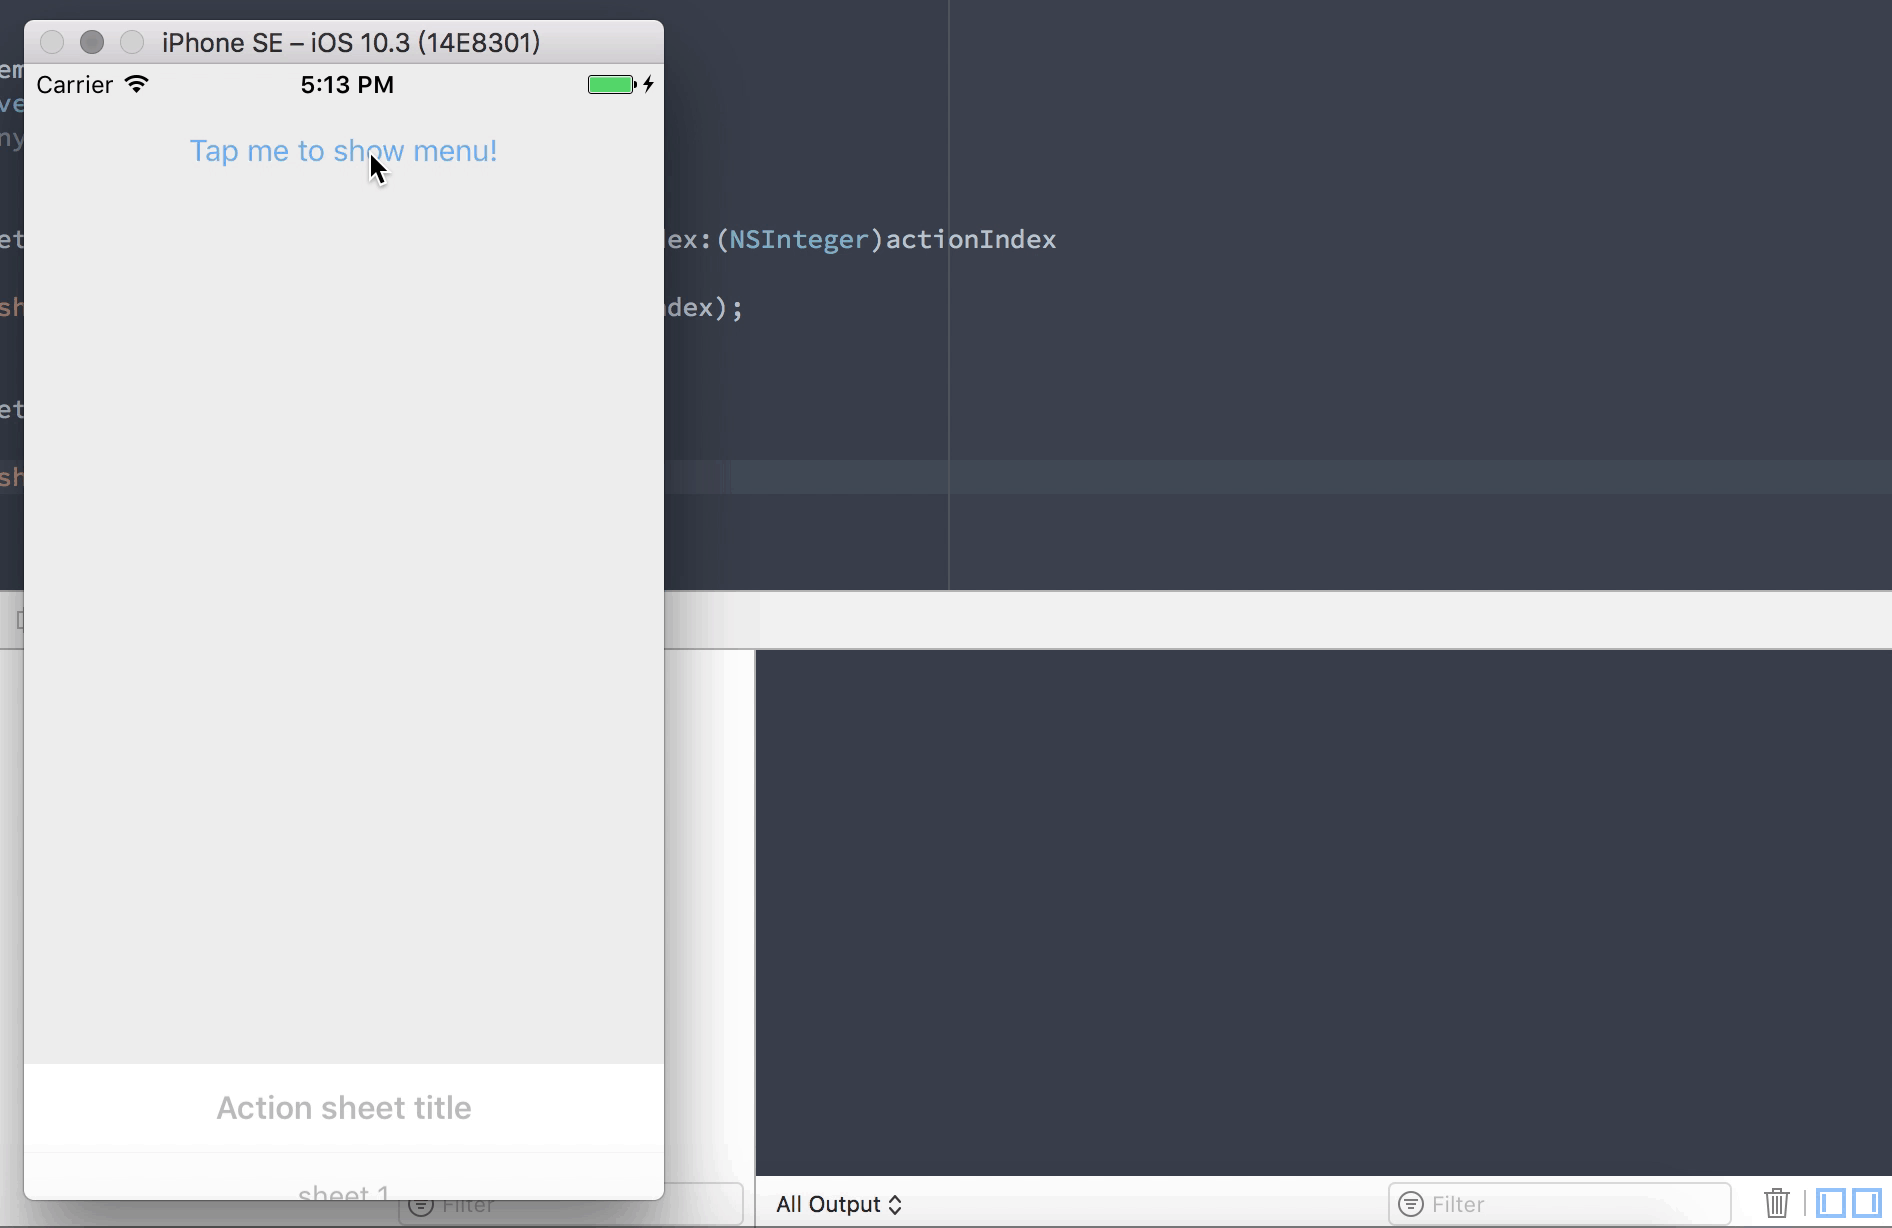 iPhone SE – iOS 10.3 (14E8301)
Carrier
5:13 PM
Tap me to show menu!
Action sheet title
sheet 1
em
ve
ny
et
ex:(NSInteger)actionIndex
sh
dex);
et
sh
Filter
All Output
Filter